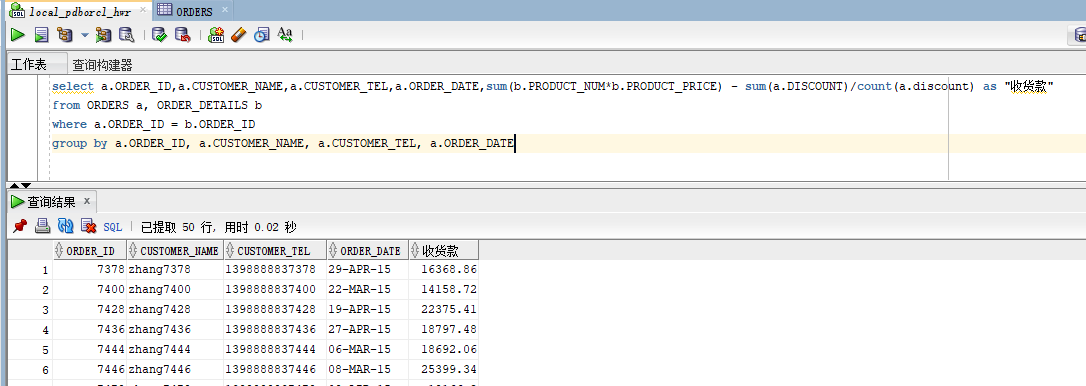 local_pdborcl_hwr ORDERS
工作表 查询构建器
select a.ORDER_ID,a.CUSTOMER_NAME,a.CUSTOMER_TEL,a.ORDER_DATE,sum(b.PRODUCT_NUM*b.PRODUCT_PRICE) - sum(a.DISCOUNT)/count(a.discount) as "收货款"
from ORDERS a, ORDER_DETAILS b
where a.ORDER_ID = b.ORDER_ID
group by a.ORDER_ID, a.CUSTOMER_NAME, a.CUSTOMER_TEL, a.ORDER_DATE
查询结果 x
SQL | 已提取 50 行, 用时 0.02 秒
ORDER_ID CUSTOMER_NAME CUSTOMER_TEL ORDER_DATE 收货款
1 7378 zhang7378 1398888837378 29-APR-15 16368.86
2 7400 zhang7400 1398888837400 22-MAR-15 14158.72
3 7428 zhang7428 1398888837428 19-APR-15 22375.41
4 7436 zhang7436 1398888837436 27-APR-15 18797.48
5 7444 zhang7444 1398888837444 06-MAR-15 18692.06
6 7446 zhang7446 1398888837446 08-MAR-15 25399.34